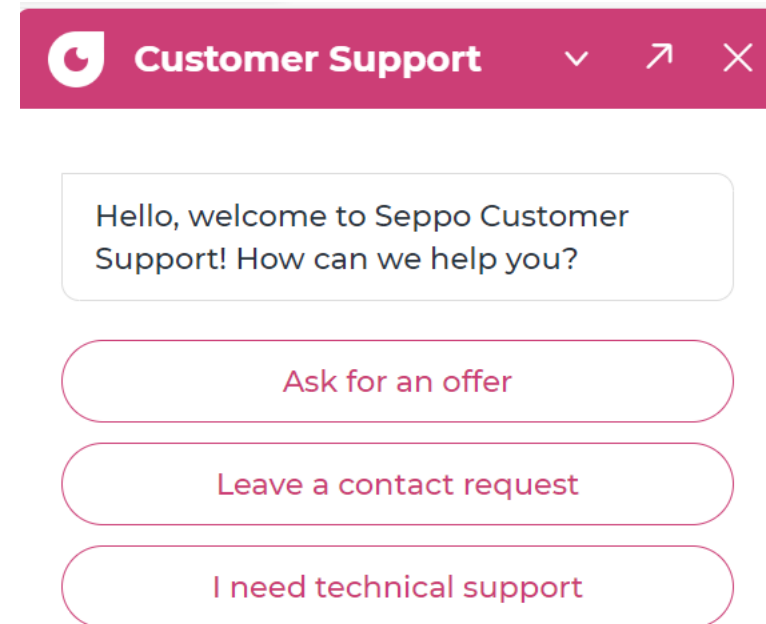 Customer Support
Hello, welcome to Seppo Customer
Support! How can we help you?
Ask for an offer
Leave a contact request
I need technical support